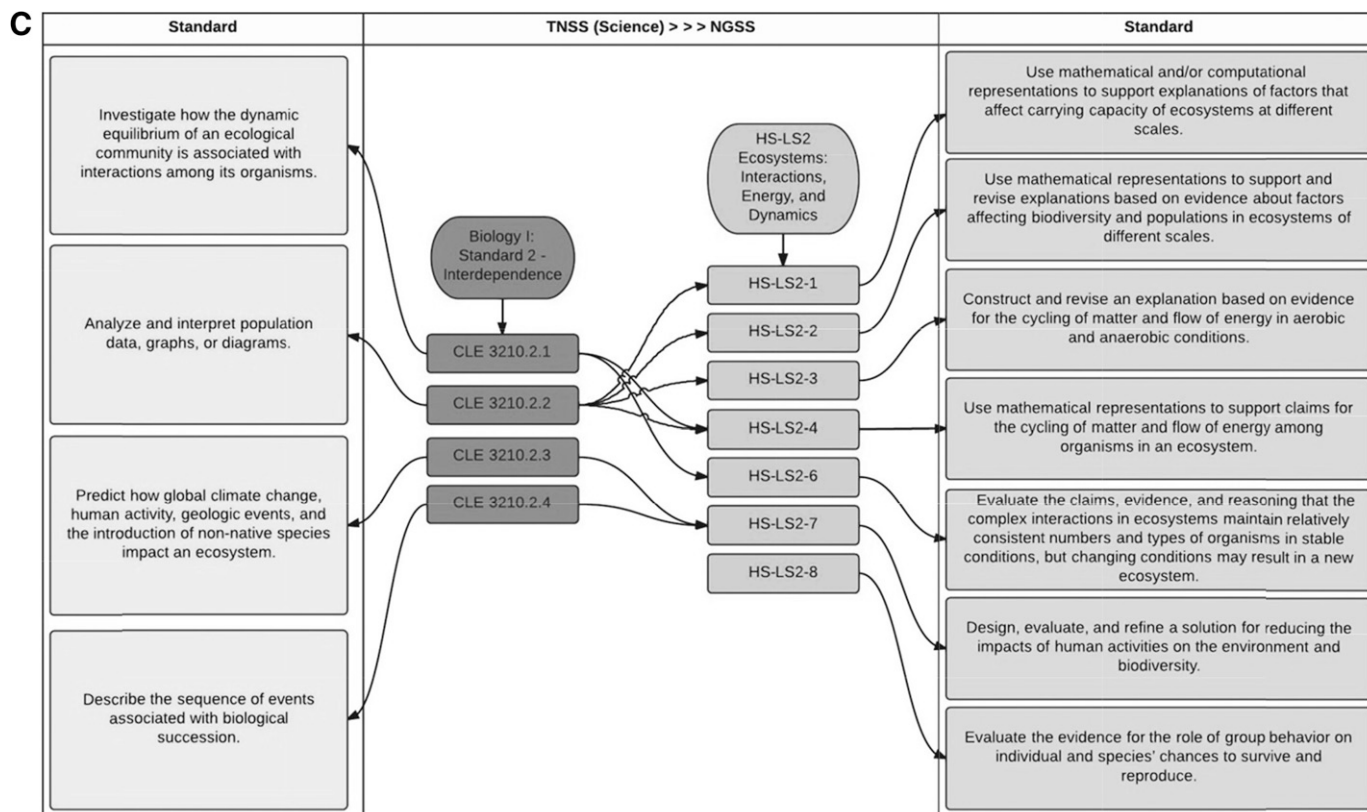 C
Standard
TNSS (Science) > > > NGSS
Standard
Investigate how the dynamic
equilibrium of an ecological
community is associated with
interactions among its organisms.
Analyze and interpret population
data, graphs, or diagrams.
Predict how global climate change,
human activity, geologic events, and
the introduction of non-native species
impact an ecosystem.
Describe the sequence of events
associated with biological
succession.
Biology I:
Standard 2 -
Interdependence
CLE 3210.2.1
CLE 3210.2.2
CLE 3210.2.3
CLE 3210.2.4
HS-LS2
Ecosystems:
Interactions,
Energy, and
Dynamics
HS-LS2-1
HS-LS2-2
HS-LS2-3
HS-LS2-4
HS-LS2-6
HS-LS2-7
HS-LS2-8
Use mathematical and/or computational
representations to support explanations of factors that
affect carrying capacity of ecosystems at different
scales.
Use mathematical representations to support and
revise explanations based on evidence about factors
affecting biodiversity and populations in ecosystems of
different scales.
Construct and revise an explanation based on evidence
for the cycling of matter and flow of energy in aerobic
and anaerobic conditions.
Use mathematical representations to support claims for
the cycling of matter and flow of energy among
organisms in an ecosystem.
Evaluate the claims, evidence, and reasoning that the
complex interactions in ecosystems maintain relatively
consistent numbers and types of organisms in stable
conditions, but changing conditions may result in a new
ecosystem.
Design, evaluate, and refine a solution for reducing the
impacts of human activities on the environment and
biodiversity.
Evaluate the evidence for the role of group behavior on
individual and species' chances to survive and
reproduce.